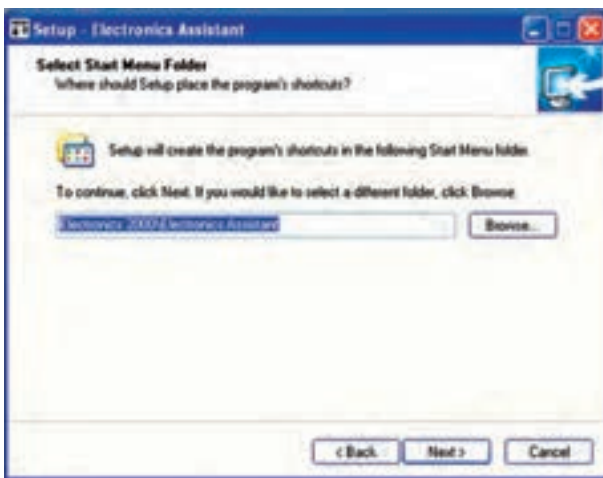 Setup - Electronics Assistant
Select Start Menu Folder
Where should Setup place the program's shortcuts?
Setup will create the program's shortcuts in the following Start Menu folder.
To continue, click Next. If you would like to select a different folder, click Browse.
Electronics 2000\Electronics Assistant
Browse...
< Back
Next >
Cancel